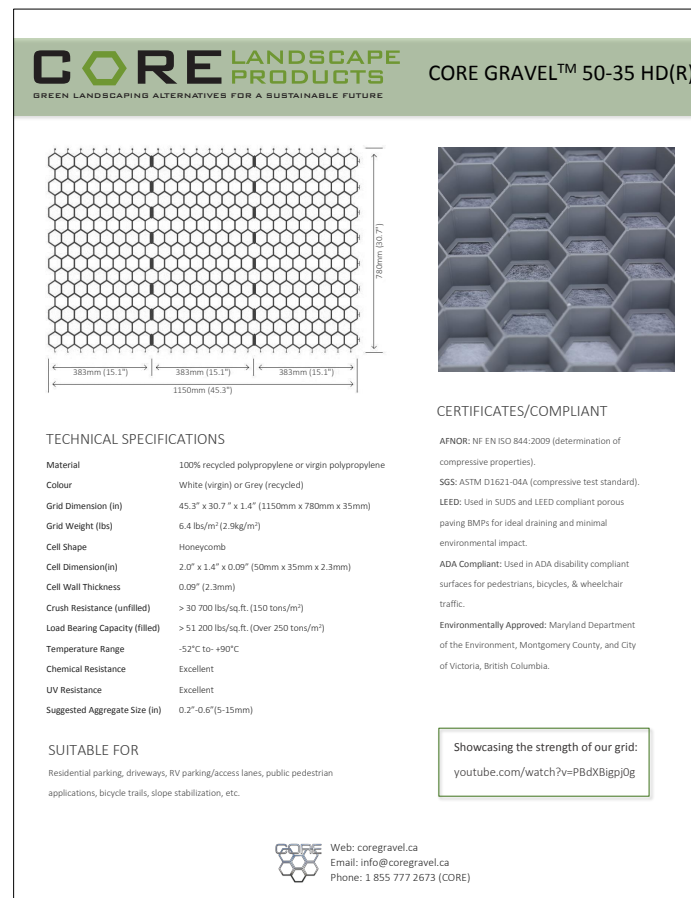 CORE LANDSCAPE PRODUCTS
GREEN LANDSCAPING ALTERNATIVES FOR A SUSTAINABLE FUTURE
CORE GRAVEL™ 50-35 HD(R)
780mm (30.7")
383mm (15.1") 383mm (15.1") 383mm (15.1")
1150mm (45.3")
TECHNICAL SPECIFICATIONS
Material 100% recycled polypropylene or virgin polypropylene
Colour White (virgin) or Grey (recycled)
Grid Dimension (in) 45.3" x 30.7 " x 1.4" (1150mm x 780mm x 35mm)
Grid Weight (lbs) 6.4 lbs/m² (2.9kg/m²)
Cell Shape Honeycomb
Cell Dimension(in) 2.0" x 1.4" x 0.09" (50mm x 35mm x 2.3mm)
Cell Wall Thickness 0.09" (2.3mm)
Crush Resistance (unfilled) > 30 700 lbs/sq.ft. (150 tons/m²)
Load Bearing Capacity (filled) > 51 200 lbs/sq.ft. (Over 250 tons/m²)
Temperature Range -52°C to- +90°C
Chemical Resistance Excellent
UV Resistance Excellent
Suggested Aggregate Size (in) 0.2"-0.6"(5-15mm)
SUITABLE FOR
Residential parking, driveways, RV parking/access lanes, public pedestrian
applications, bicycle trails, slope stabilization, etc.
CERTIFICATES/COMPLIANT
AFNOR: NF EN ISO 844:2009 (determination of
compressive properties).
SGS: ASTM D1621-04A (compressive test standard).
LEED: Used in SUDS and LEED compliant porous
paving BMPs for ideal draining and minimal
environmental impact.
ADA Compliant: Used in ADA disability compliant
surfaces for pedestrians, bicycles, & wheelchair
traffic.
Environmentally Approved: Maryland Department
of the Environment, Montgomery County, and City
of Victoria, British Columbia.
Showcasing the strength of our grid:
youtube.com/watch?v=PBdXBigpj0g
CORE
Web: coregravel.ca
Email: info@coregravel.ca
Phone: 1 855 777 2673 (CORE)